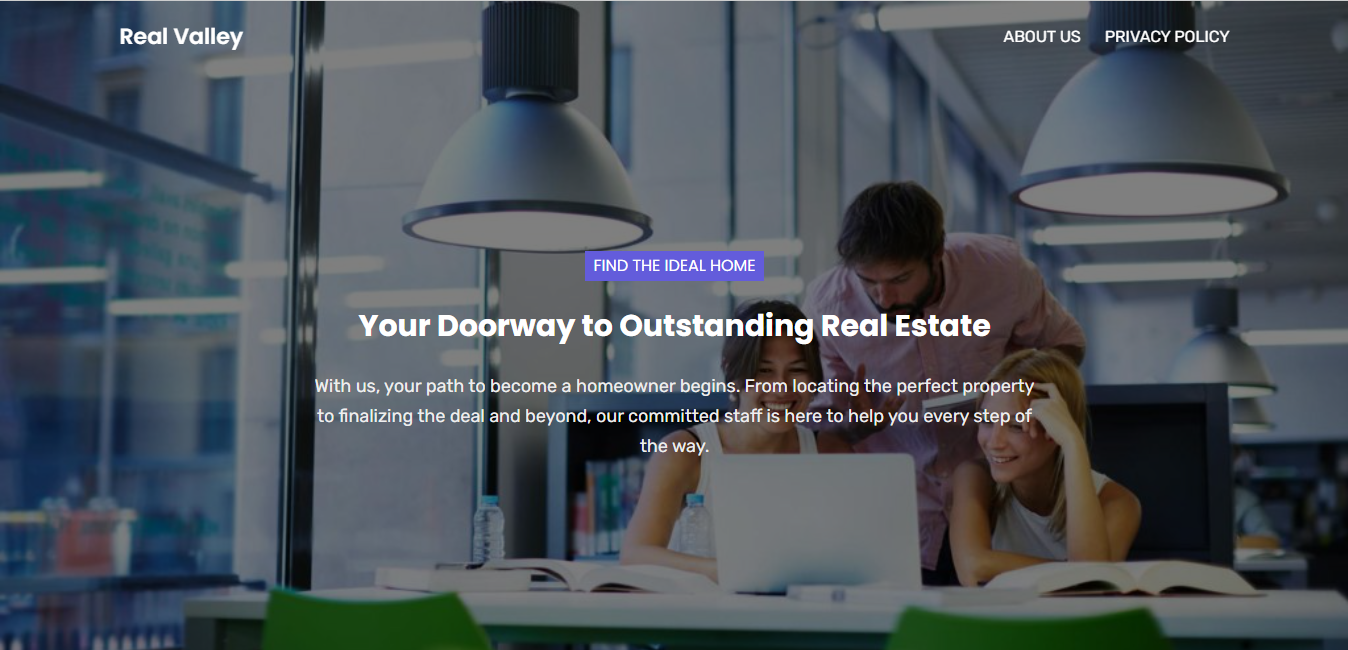 Real Valley
ABOUT US PRIVACY POLICY
FIND THE IDEAL HOME
Your Doorway to Outstanding Real Estate
With us, your path to become a homeowner begins. From locating the perfect property
to finalizing the deal and beyond, our committed staff is here to help you every step of
the way.